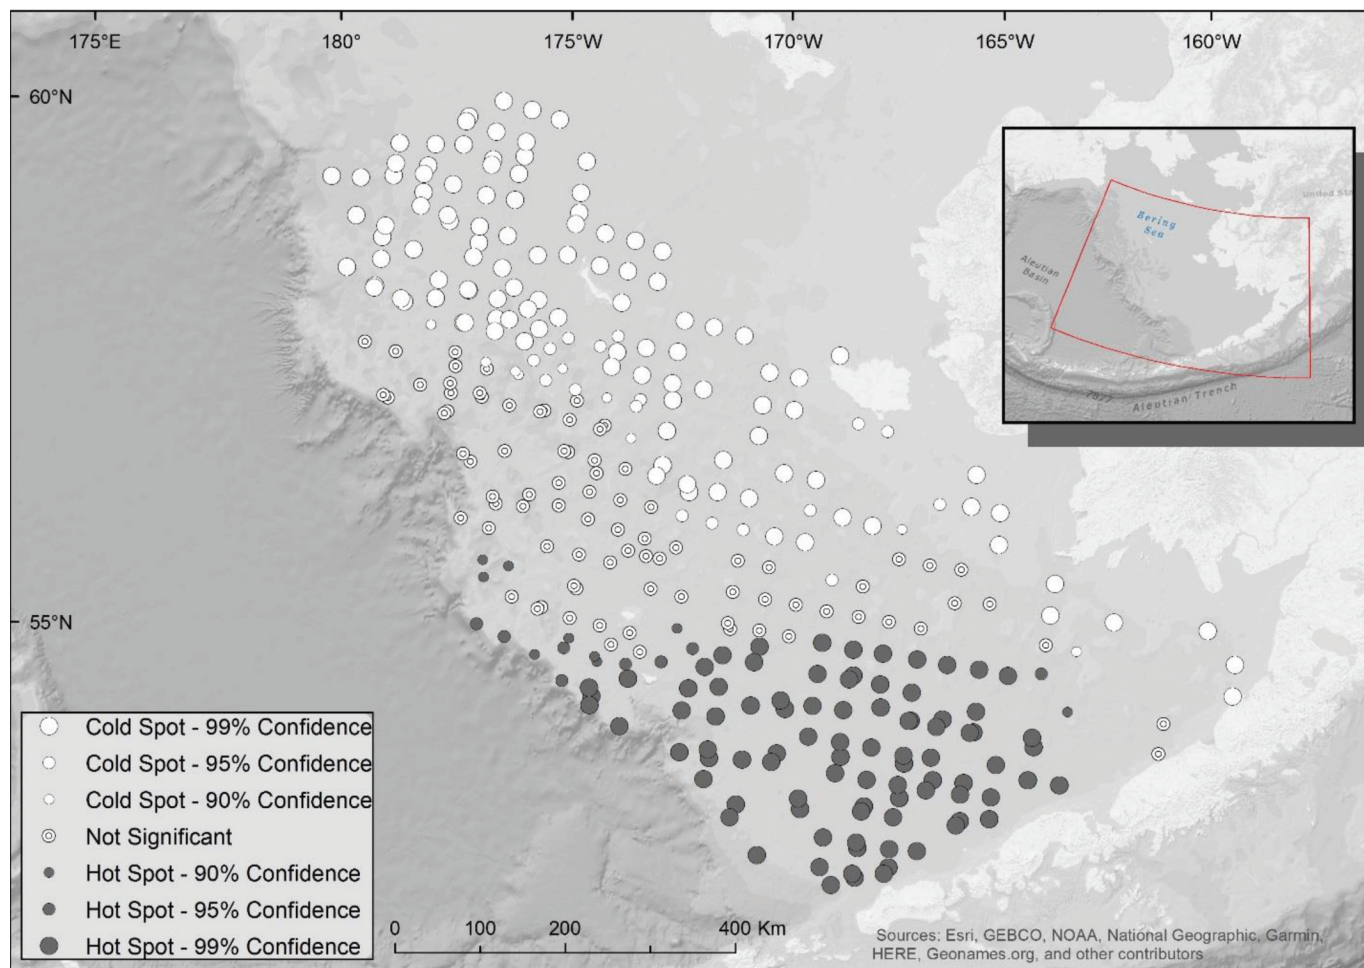 175°E 180° 175°W 170°W 165°W 160°W
60°N
United St
Bering
Sea
Aleutian
Basin
7827
Aleutian Trench
55°N
Cold Spot - 99% Confidence
Cold Spot - 95% Confidence
Cold Spot - 90% Confidence
Not Significant
Hot Spot - 90% Confidence
Hot Spot - 95% Confidence
Hot Spot - 99% Confidence
0 100 200 400 Km
Sources: Esri, GEBCO, NOAA, National Geographic, Garmin,
HERE, Geonames.org, and other contributors